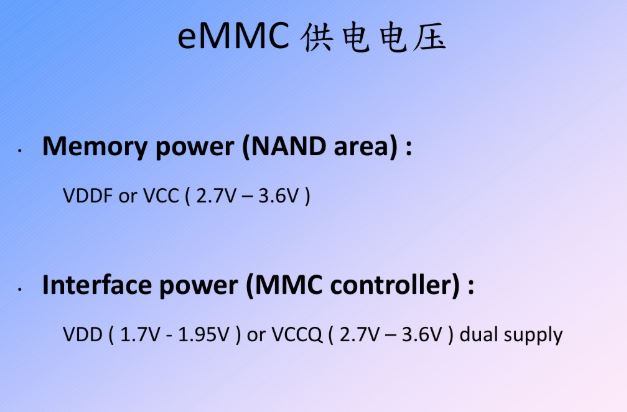 eMMC 供电电压
· Memory power (NAND area) :
VDDF or VCC ( 2.7V – 3.6V )
· Interface power (MMC controller) :
VDD ( 1.7V - 1.95V ) or VCCQ ( 2.7V – 3.6V ) dual supply